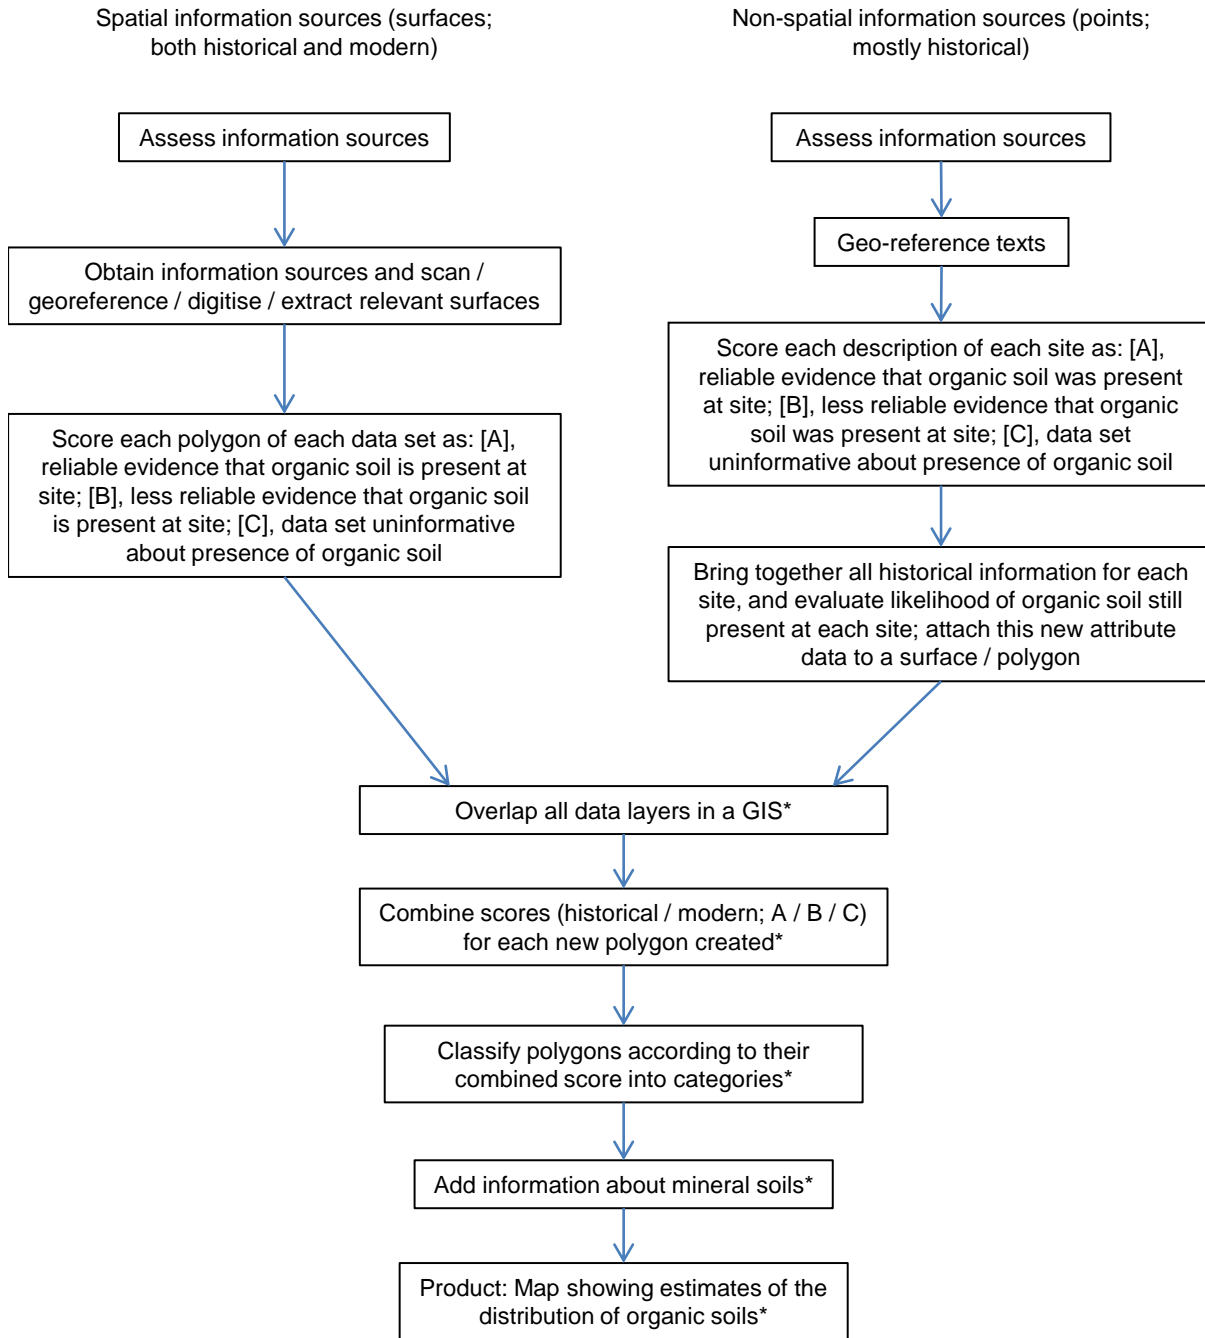 Spatial information sources (surfaces;
both historical and modern)
Assess information sources
Obtain information sources and scan /
georeference / digitise / extract relevant surfaces
Score each polygon of each data set as: [A],
reliable evidence that organic soil is present at
site; [B], less reliable evidence that organic soil
is present at site; [C], data set uninformative
about presence of organic soil
Non-spatial information sources (points;
mostly historical)
Assess information sources
Geo-reference texts
Score each description of each site as: [A],
reliable evidence that organic soil was present
at site; [B], less reliable evidence that organic
soil was present at site; [C], data set
uninformative about presence of organic soil
Bring together all historical information for each
site, and evaluate likelihood of organic soil still
present at each site; attach this new attribute
data to a surface / polygon
Overlap all data layers in a GIS*
Combine scores (historical / modern; A / B / C)
for each new polygon created*
Classify polygons according to their
combined score into categories*
Add information about mineral soils*
Product: Map showing estimates of the
distribution of organic soils*